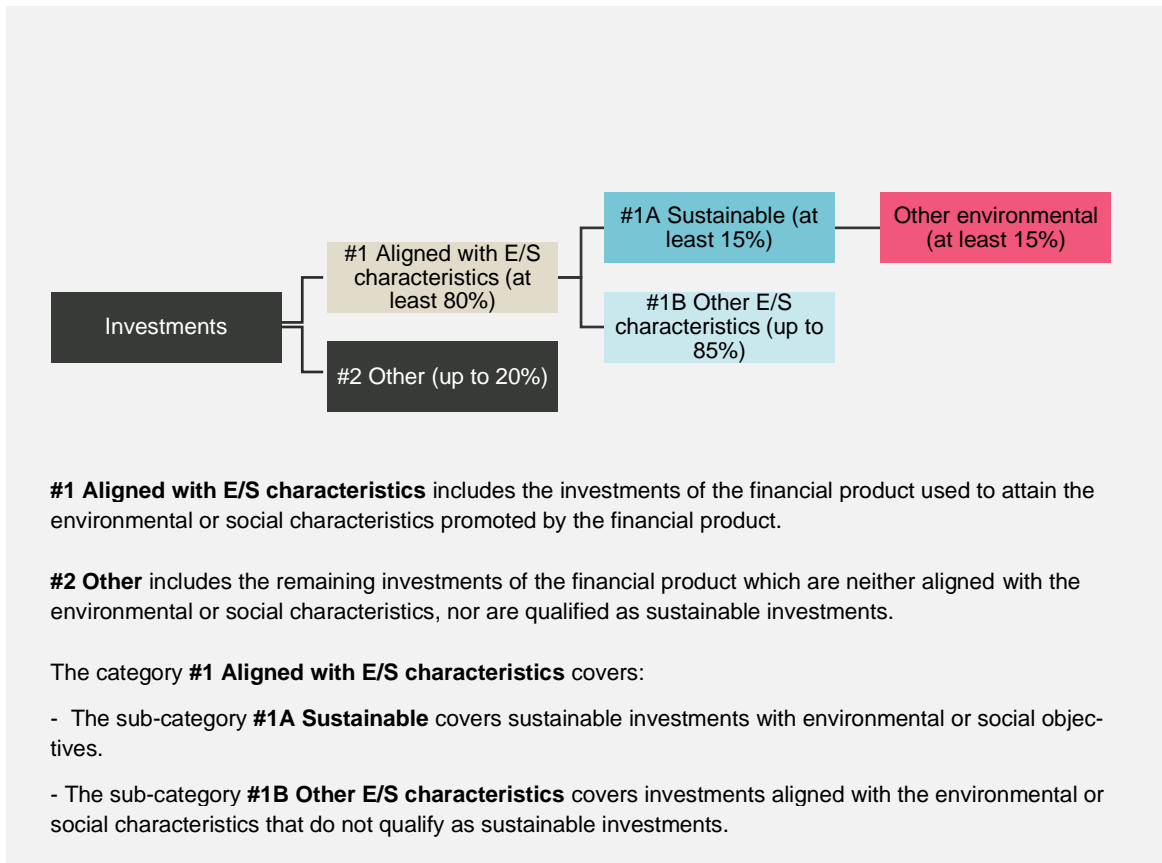 #1A Sustainable (at
least 15%)
Other environmental
(at least 15%)
#1 Aligned with E/S
characteristics (at
least 80%)
#1B Other E/S
characteristics (up to
85%)
Investments
#2 Other (up to 20%)
#1 Aligned with E/S characteristics includes the investments of the financial product used to attain the
environmental or social characteristics promoted by the financial product.
#2 Other includes the remaining investments of the financial product which are neither aligned with the
environmental or social characteristics, nor are qualified as sustainable investments.
The category #1 Aligned with E/S characteristics covers:
- The sub-category #1A Sustainable covers sustainable investments with environmental or social objec-
tives.
- The sub-category #1B Other E/S characteristics covers investments aligned with the environmental or
social characteristics that do not qualify as sustainable investments.